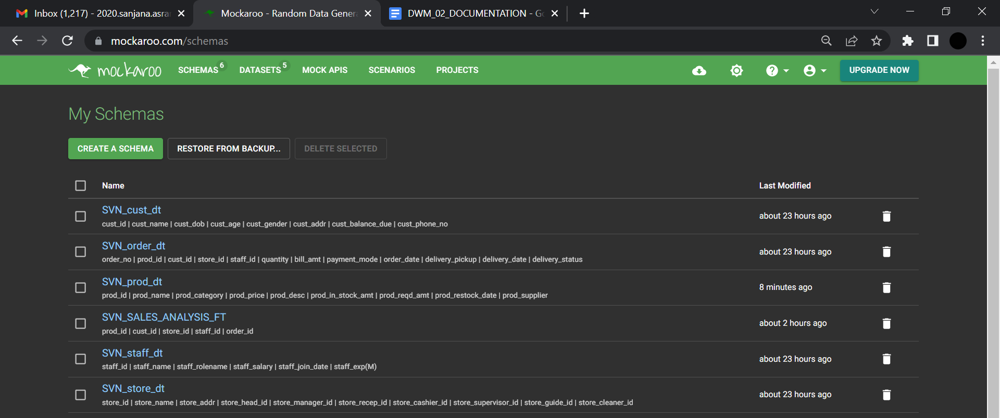 Inbox (1,217) - 2020.sanjana.asra
Mockaroo - Random Data Genera
DWM_02_DOCUMENTATION - Go
mockaroo.com/schemas
mockaroo
SCHEMAS 6
DATASETS 5
MOCK APIS
SCENARIOS
PROJECTS
UPGRADE NOW
My Schemas
CREATE A SCHEMA
RESTORE FROM BACKUP...
DELETE SELECTED
Name
Last Modified
SVN_cust_dt
cust_id | cust_name | cust_dob | cust_age | cust_gender | cust_addr | cust_balance_due | cust_phone_no
about 23 hours ago
SVN_order_dt
order_no | prod_id | cust_id | store_id | staff_id | quantity | bill_amt | payment_mode | order_date | delivery_pickup | delivery_date | delivery_status
about 23 hours ago
SVN_prod_dt
prod_id | prod_name | prod_category | prod_price | prod_desc | prod_in_stock_amt | prod_reqd_amt | prod_restock_date | prod_supplier
8 minutes ago
SVN_SALES_ANALYSIS_FT
prod_id | cust_id | store_id | staff_id | order_id
about 2 hours ago
SVN_staff_dt
staff_id | staff_name | staff_rolename | staff_salary | staff_join_date | staff_exp(M)
about 23 hours ago
SVN_store_dt
store_id | store_name | store_addr | store_head_id | store_manager_id | store_recep_id | store_cashier_id | store_supervisor_id | store_guide_id | store_cleaner_id
about 23 hours ago